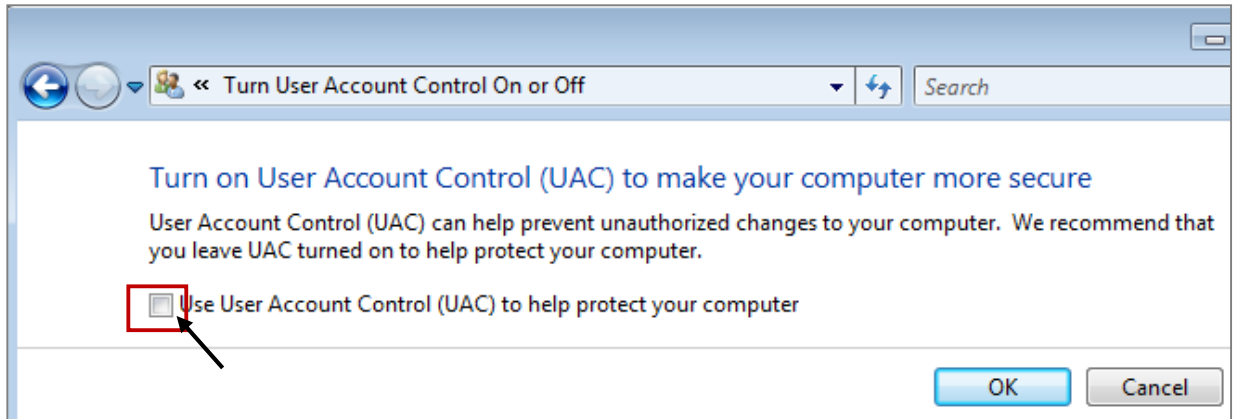 « Turn User Account Control On or Off
Search
Turn on User Account Control (UAC) to make your computer more secure
User Account Control (UAC) can help prevent unauthorized changes to your computer. We recommend that
you leave UAC turned on to help protect your computer.
Use User Account Control (UAC) to help protect your computer
OK
Cancel